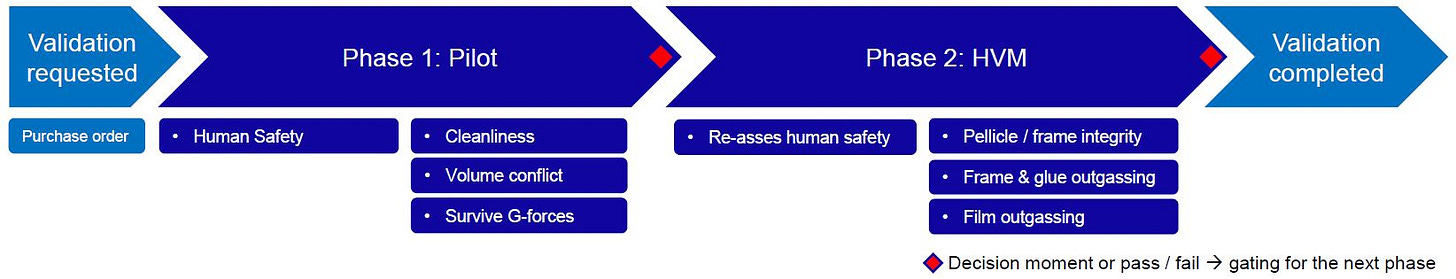 Validation
requested
Phase 1: Pilot
Phase 2: HVM
Validation
completed
Purchase order
• Human Safety
• Cleanliness
• Volume conflict
• Survive G-forces
• Re-asses human safety
• Pellicle / frame integrity
• Frame & glue outgassing
• Film outgassing
Decision moment or pass / fail → gating for the next phase